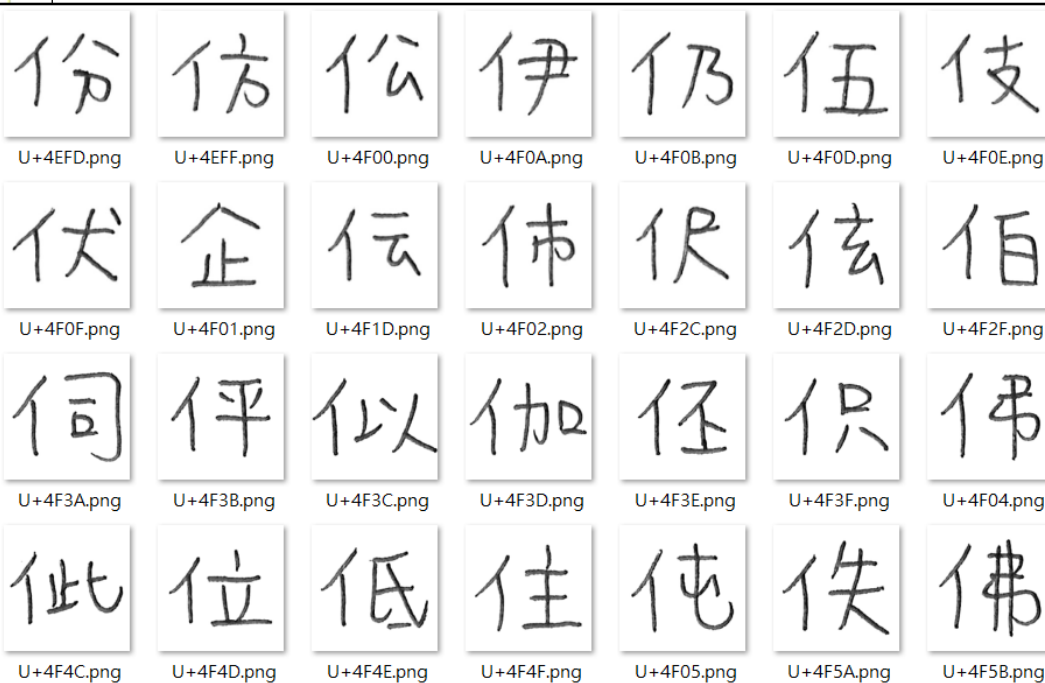 份 仿 伀 伊 仍 伍 伎
U+4EFD.png U+4EFF.png U+4F00.png U+4F0A.png U+4F0B.png U+4F0D.png U+4F0E.png
伏 企 伝 伂 伬 伭 伯
U+4F0F.png U+4F01.png U+4F1D.png U+4F02.png U+4F2C.png U+4F2D.png U+4F2F.png
伺 伻 似 伽 伾 伿 伄
U+4F3A.png U+4F3B.png U+4F3C.png U+4F3D.png U+4F3E.png U+4F3F.png U+4F04.png
佌 位 低 住 伅 佚 佛
U+4F4C.png U+4F4D.png U+4F4E.png U+4F4F.png U+4F05.png U+4F5A.png U+4F5B.png